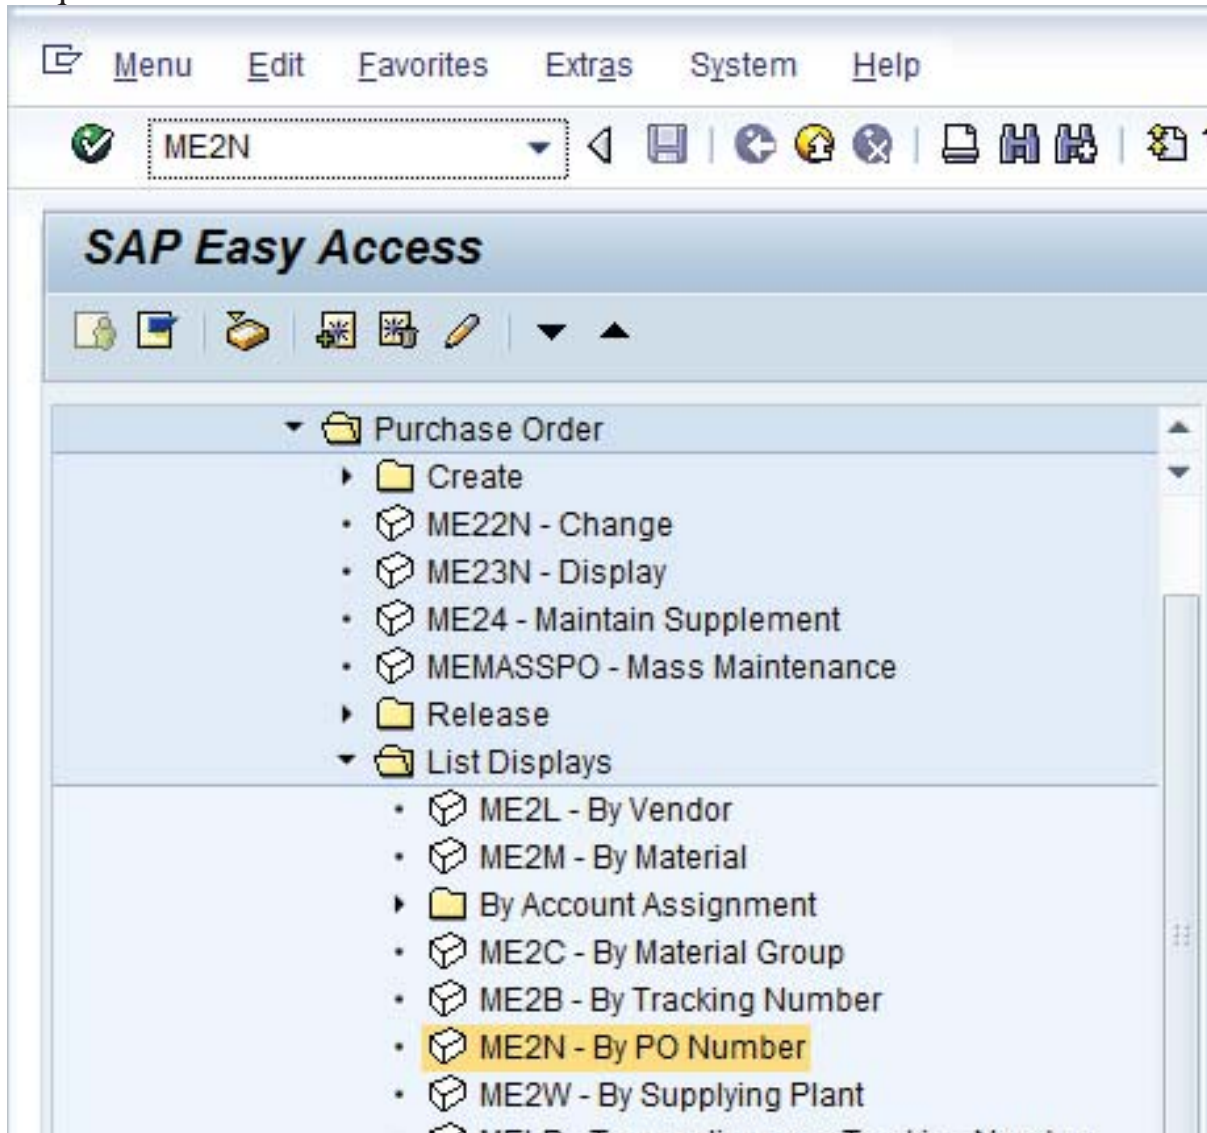 Menu Edit Favorites Extras System Help
ME2N
SAP Easy Access
Purchase Order
Create
ME22N - Change
ME23N - Display
ME24 - Maintain Supplement
MEMASSPO - Mass Maintenance
Release
List Displays
ME2L - By Vendor
ME2M - By Material
By Account Assignment
ME2C - By Material Group
ME2B - By Tracking Number
ME2N - By PO Number
ME2W - By Supplying Plant